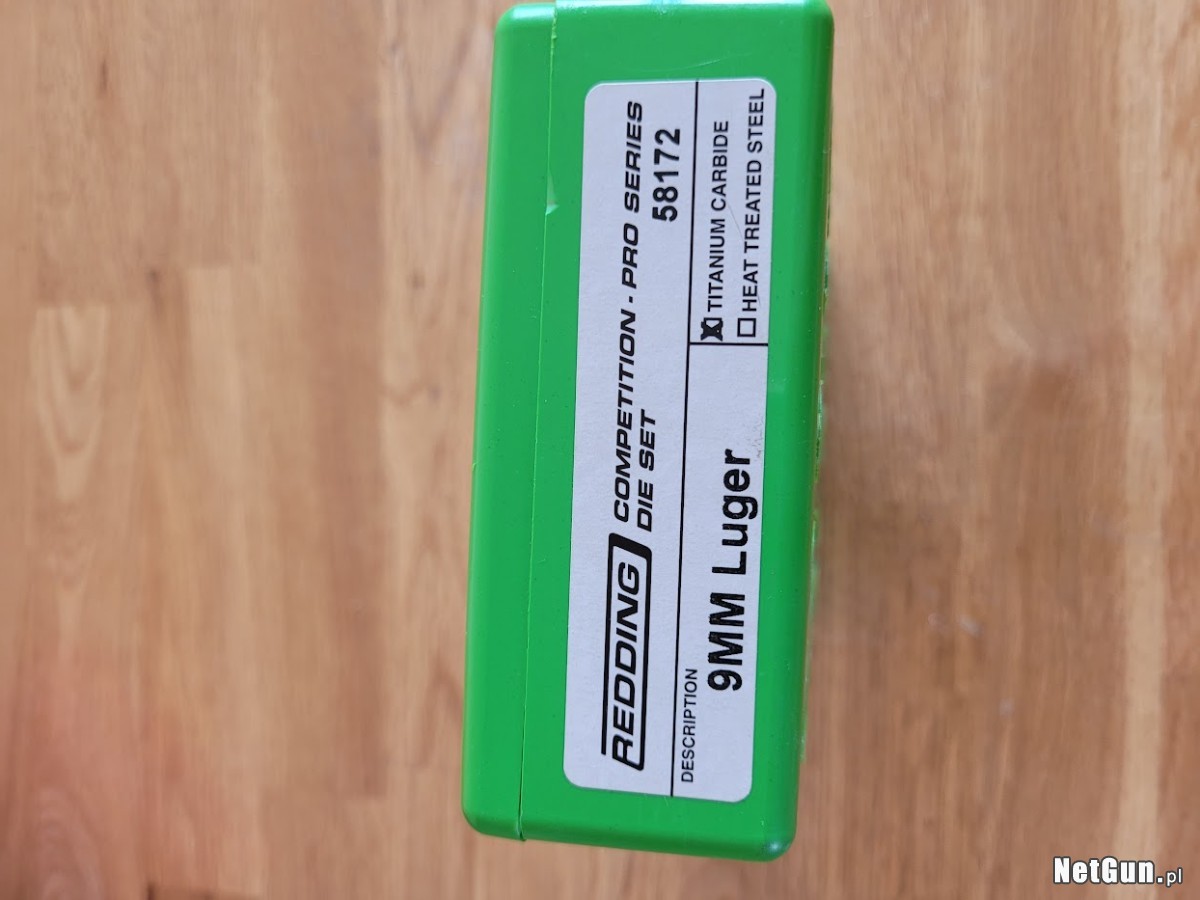 REDDING COMPETITION - PRO SERIES
DIE SET
58172
DESCRIPTION
9MM Luger
TITANIUM CARBIDE
HEAT TREATED STEEL
NetGun.pl